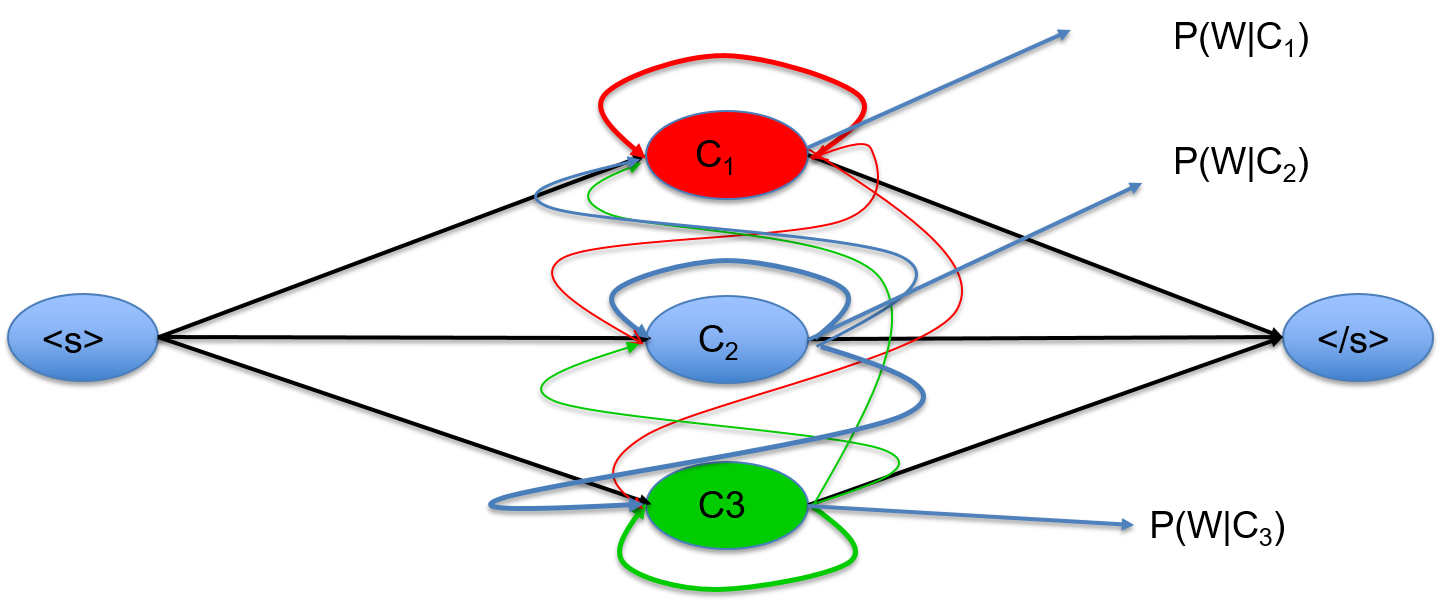 P(W|C₁)
C₁
P(W|C₂)
<s>
C₂
</s>
C3
P(W|C₃)